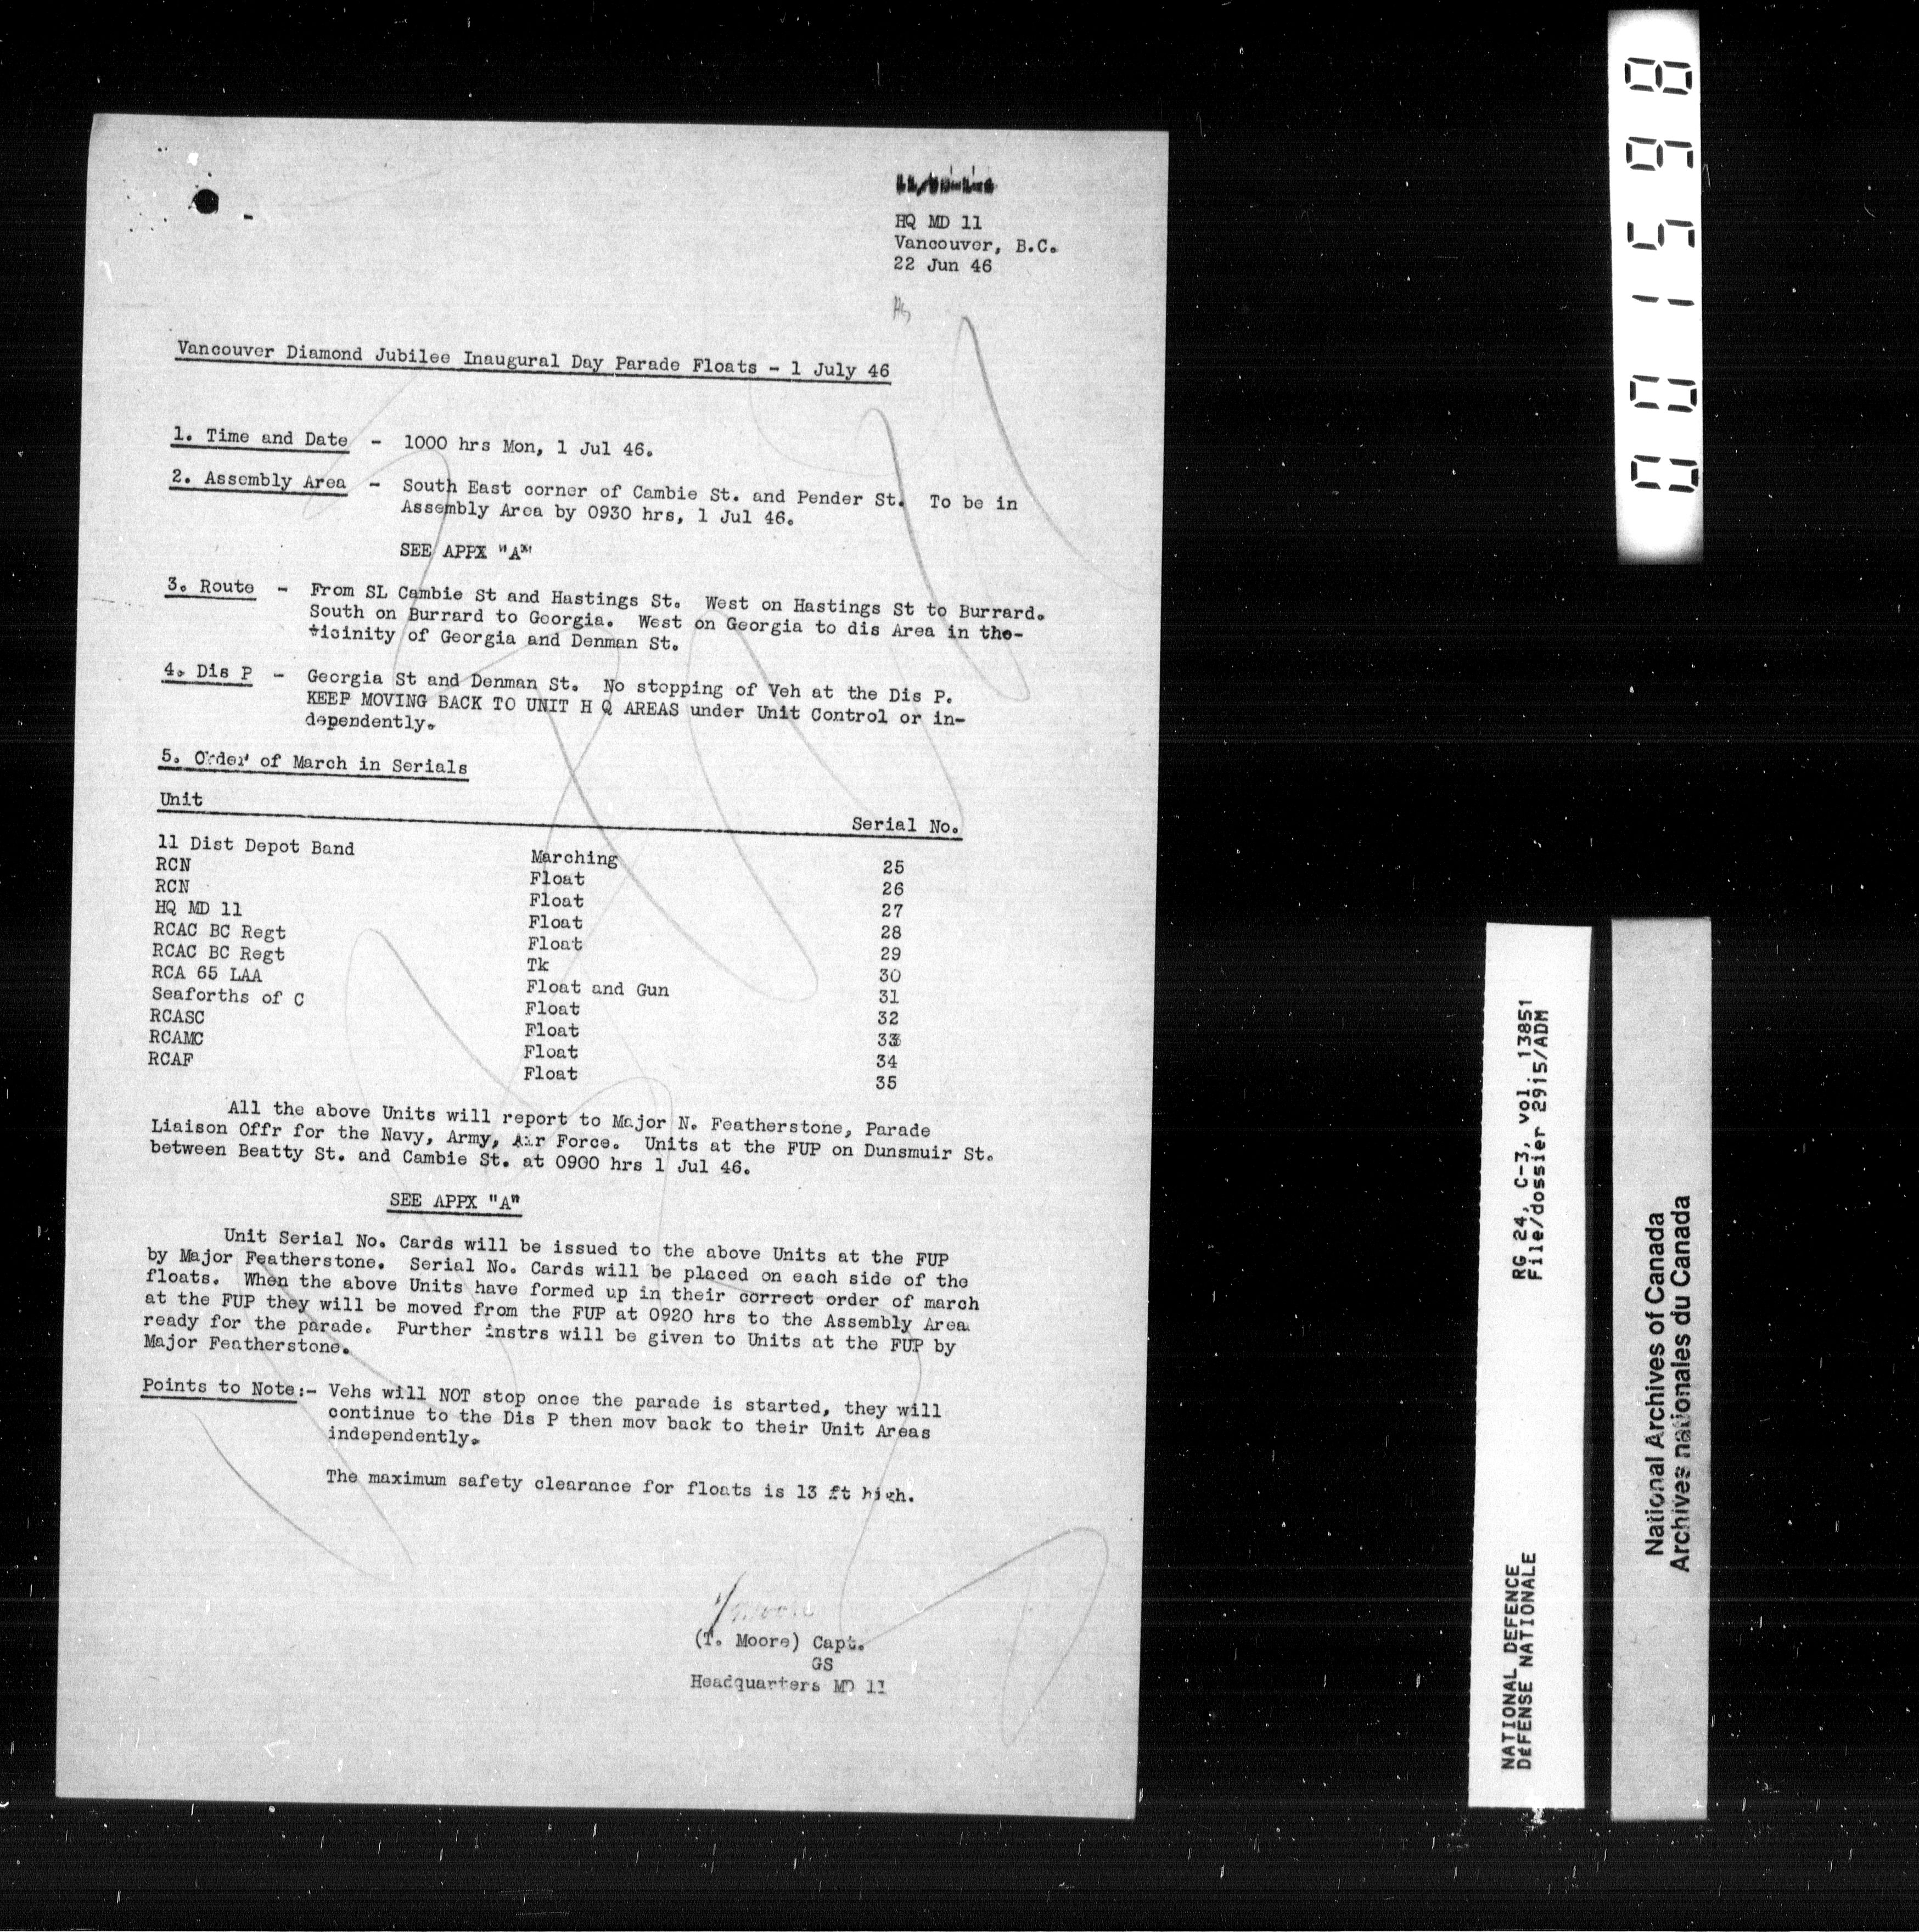 HQ MD 11
Vancouver, B.C.
22 Jun 46
Vancouver Diamond Jubilee Inaugural Day Parade Floats - 1 July 46
1. Time and Date - 1000 hrs Mon, 1 Jul 46.
2. Assembly Area - South East corner of Cambie St. and Pender St. To be in
Assembly Area by 0930 hrs, 1 Jul 46.
SEE APPX "A"
3. Route - From SL Cambie St and Hastings St. West on Hastings St to Burrard.
South on Burrard to Georgia. West on Georgia to dis Area in the-
vicinity of Georgia and Denman St.
4. Dis P - Georgia St and Denman St. No stopping of Veh at the Dis P.
KEEP MOVING BACK TO UNIT H Q AREAS under Unit Control or in-
dependently.
5. Order of March in Serials
Unit Serial No.
11 Dist Depot Band Marching 25
RCN Float 26
RCN Float 27
HQ MD 11 Float 28
RCAC BC Regt Float 29
RCAC BC Regt Tk 30
RCA 65 LAA Float and Gun 31
Seaforths of C Float 32
RCASC Float 33
RCAMC Float 34
RCAF Float 35
All the above Units will report to Major N. Featherstone, Parade
Liaison Offr for the Navy, Army, Air Force. Units at the FUP on Dunsmuir St.
between Beatty St. and Cambie St. at 0900 hrs 1 Jul 46.
SEE APPX "A"
Unit Serial No. Cards will be issued to the above Units at the FUP
by Major Featherstone. Serial No. Cards will be placed on each side of the
floats. When the above Units have formed up in their correct order of march
at the FUP they will be moved from the FUP at 0920 hrs to the Assembly Area
ready for the parade. Further instrs will be given to Units at the FUP by
Major Featherstone.
Points to Note:- Vehs will NOT stop once the parade is started, they will
continue to the Dis P then mov back to their Unit Areas
independently.
The maximum safety clearance for floats is 13 ft high.
(T. Moore) Capt.
GS
Headquarters MD 11
001598
RG 24, C-3, vol. 13851
File/dossier 2915/ADM
NATIONAL DEFENCE
DÉFENSE NATIONALE
National Archives of Canada
Archives nationales du Canada